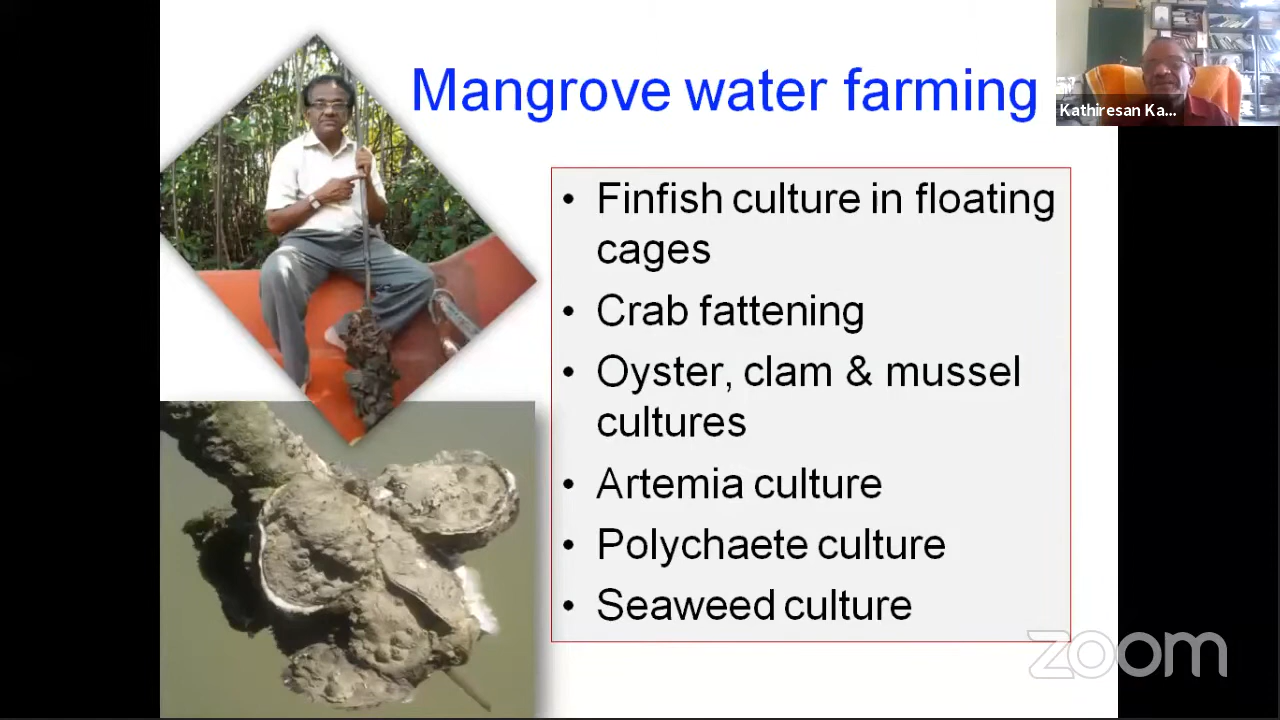 Mangrove water farming
Kathiresan Ka...
• Finfish culture in floating
cages
• Crab fattening
• Oyster, clam & mussel
cultures
• Artemia culture
• Polychaete culture
• Seaweed culture
zoom